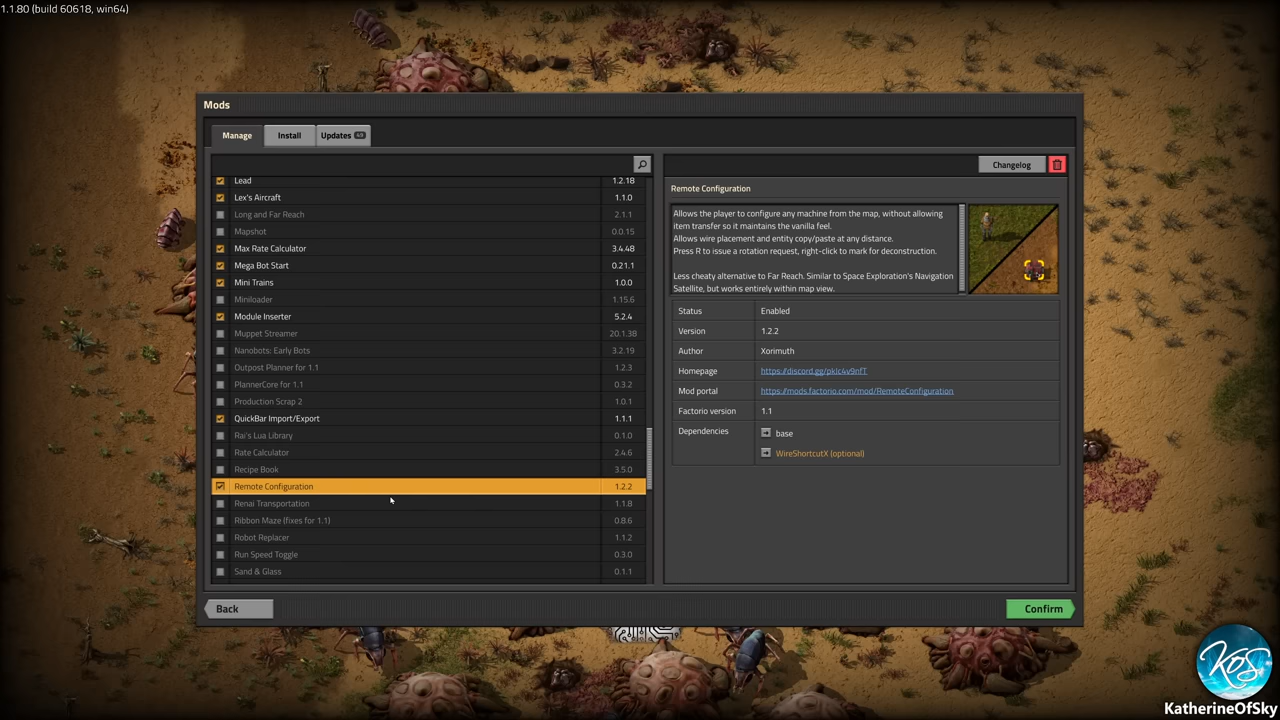 1.1.80 (build 60618, win64)
Mods
Manage
Install
Updates 40
Changelog
Lead 1.2.18
Lex's Aircraft 1.1.0
Long and Far Reach 2.1.1
Mapshot 0.0.15
Max Rate Calculator 3.4.48
Mega Bot Start 0.21.1
Mini Trains 1.0.0
Miniloader 1.15.6
Module Inserter 5.2.4
Muppet Streamer 20.1.38
Nanobots: Early Bots 3.2.19
Outpost Planner for 1.1 1.2.3
PlannerCore for 1.1 0.3.2
Production Scrap 2 1.0.1
QuickBar Import/Export 1.1.1
Rai's Lua Library 0.1.0
Rate Calculator 2.4.6
Recipe Book 3.5.0
Remote Configuration 1.2.2
Renai Transportation 1.1.8
Ribbon Maze (fixes for 1.1) 0.8.6
Robot Replacer 1.1.2
Run Speed Toggle 0.3.0
Sand & Glass 0.1.1
Remote Configuration
Allows the player to configure any machine from the map, without allowing
item transfer so it maintains the vanilla feel.
Allows wire placement and entity copy/paste at any distance.
Press R to issue a rotation request, right-click to mark for deconstruction.
Less cheaty alternative to Far Reach. Similar to Space Exploration's Navigation
Satellite, but works entirely within map view.
Status Enabled
Version 1.2.2
Author Xorimuth
Homepage https://discord.gg/pkJc4v9nfT
Mod portal https://mods.factorio.com/mod/RemoteConfiguration
Factorio version 1.1
Dependencies base
WireShortcutX (optional)
Back
Confirm
KOS
KatherineOfSky